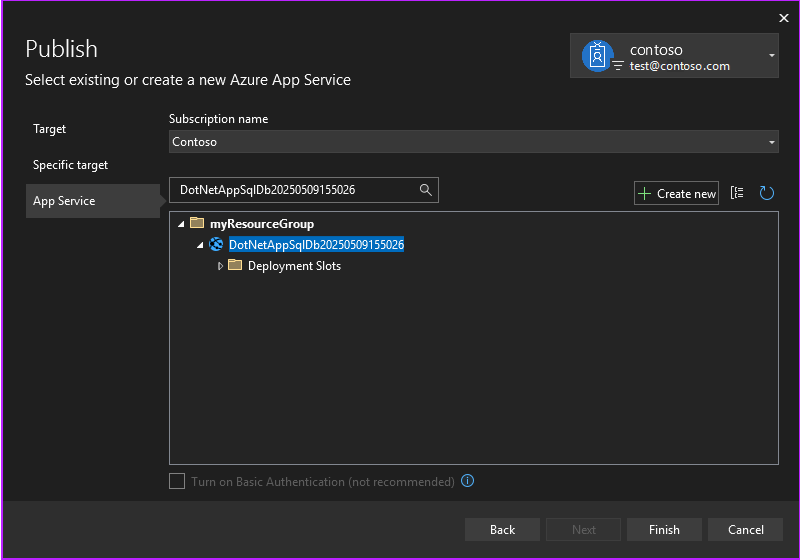 Publish
Select existing or create a new Azure App Service
contoso
test@contoso.com
Target
Specific target
App Service
Subscription name
Contoso
DotNetAppSqlDb20250509155026
Create new
myResourceGroup
DotNetAppSqlDb20250509155026
Deployment Slots
Turn on Basic Authentication (not recommended)
Back
Next
Finish
Cancel